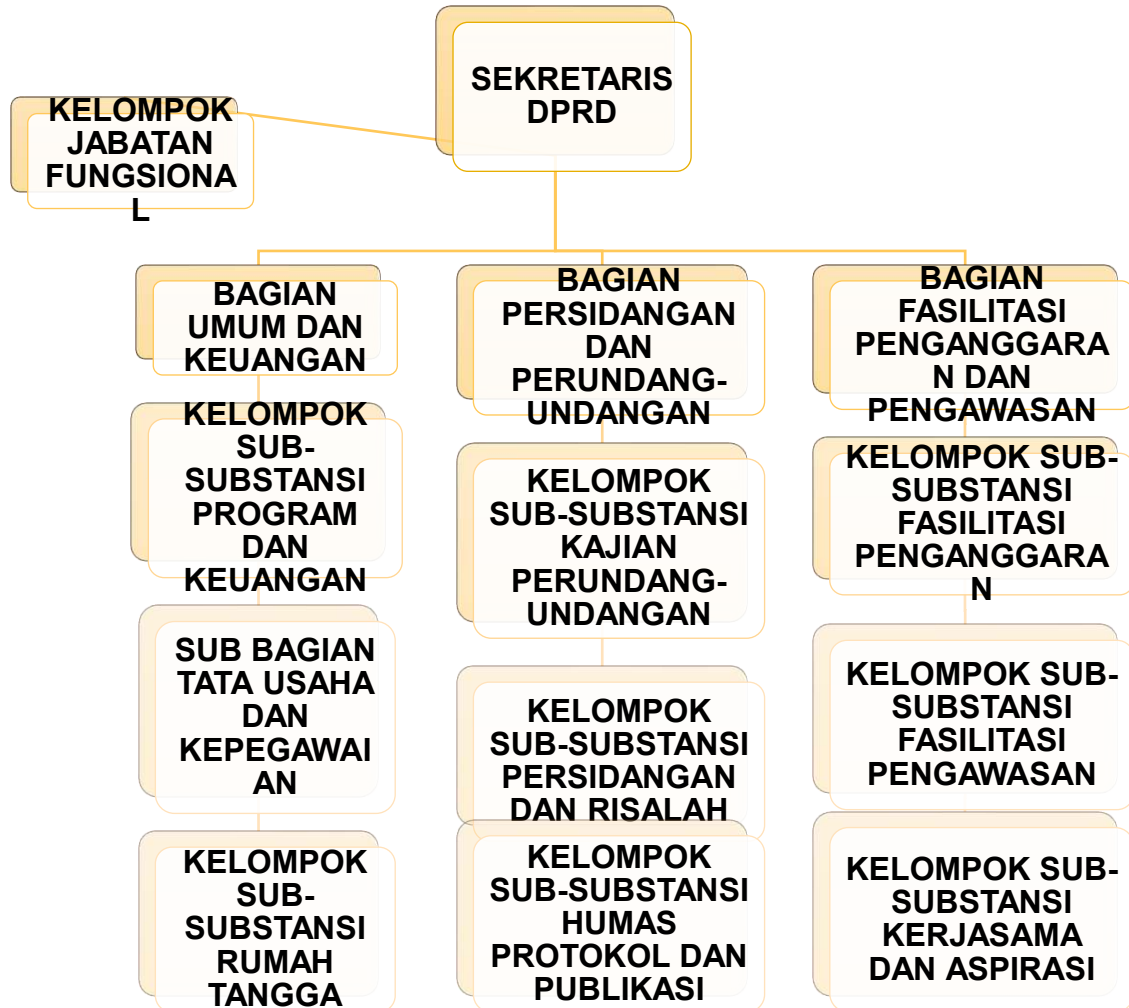 SEKRETARIS
DPRD
KELOMPOK
JABATAN
FUNGSIONA
L
BAGIAN
UMUM DAN
KEUANGAN
KELOMPOK
SUB-
SUBSTANSI
PROGRAM
DAN
KEUANGAN
SUB BAGIAN
TATA USAHA
DAN
KEPEGAWAI
AN
KELOMPOK
SUB-
SUBSTANSI
RUMAH
TANGGA
BAGIAN
PERSIDANGAN
DAN
PERUNDANG-
UNDANGAN
KELOMPOK
SUB-SUBSTANSI
KAJIAN
PERUNDANG-
UNDANGAN
KELOMPOK
SUB-SUBSTANSI
PERSIDANGAN
DAN RISALAH
KELOMPOK
SUB-SUBSTANSI
HUMAS
PROTOKOL DAN
PUBLIKASI
BAGIAN
FASILITASI
PENGANGGARA
N DAN
PENGAWASAN
KELOMPOK SUB-
SUBSTANSI
FASILITASI
PENGANGGARA
N
KELOMPOK SUB-
SUBSTANSI
FASILITASI
PENGAWASAN
KELOMPOK SUB-
SUBSTANSI
KERJASAMA
DAN ASPIRASI